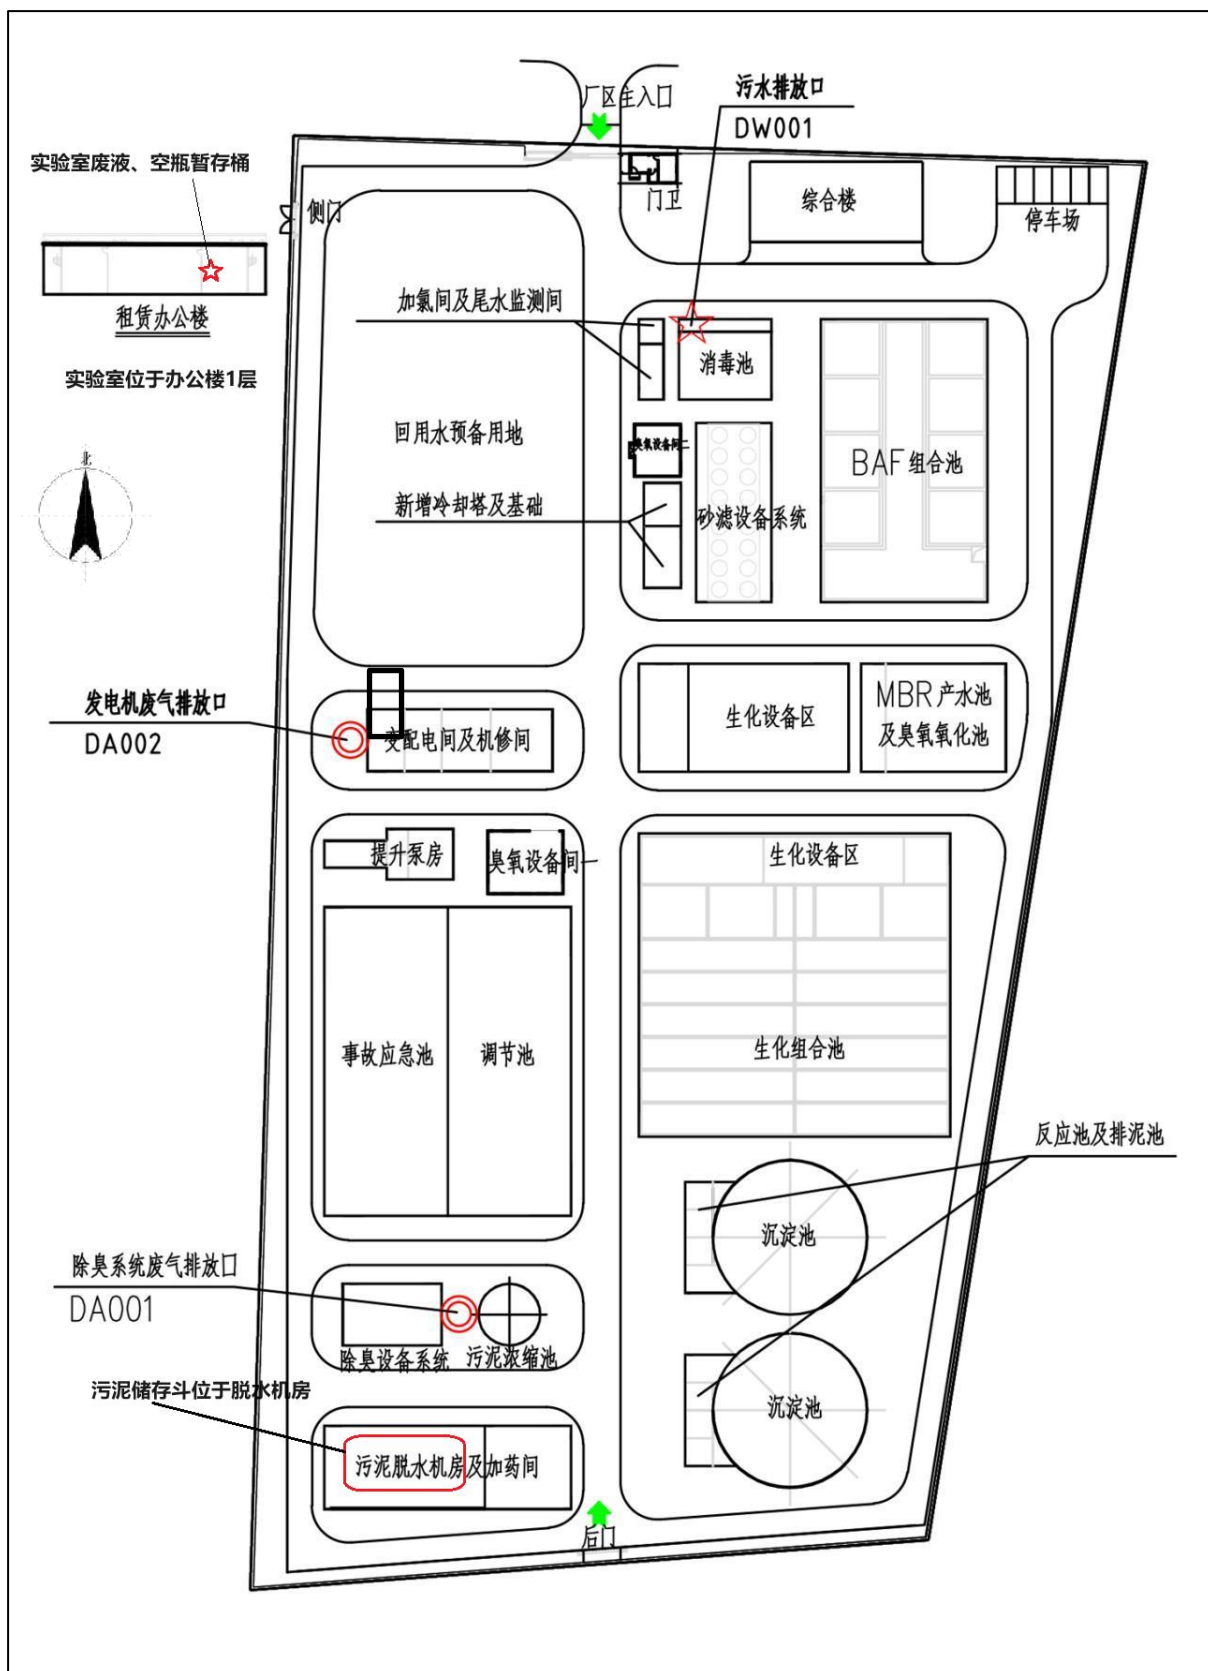 厂区主入口
污水排放口
DW001
实验室废液、空瓶暂存桶
侧门
门卫
综合楼
停车场
租赁办公楼
实验室位于办公楼1层
加氯间及尾水监测间
消毒池
回用水预备用地
臭氧设备间二
BAF组合池
北
新增冷却塔及基础
砂滤设备系统
发电机废气排放口
DA002
变配电间及机修间
生化设备区
MBR产水池
及臭氧氧化池
提升泵房
臭氧设备间一
生化设备区
事故应急池
调节池
生化组合池
反应池及排泥池
沉淀池
除臭系统废气排放口
DA001
除臭设备系统
污泥浓缩池
污泥储存斗位于脱水机房
沉淀池
污泥脱水机房及加药间
后门